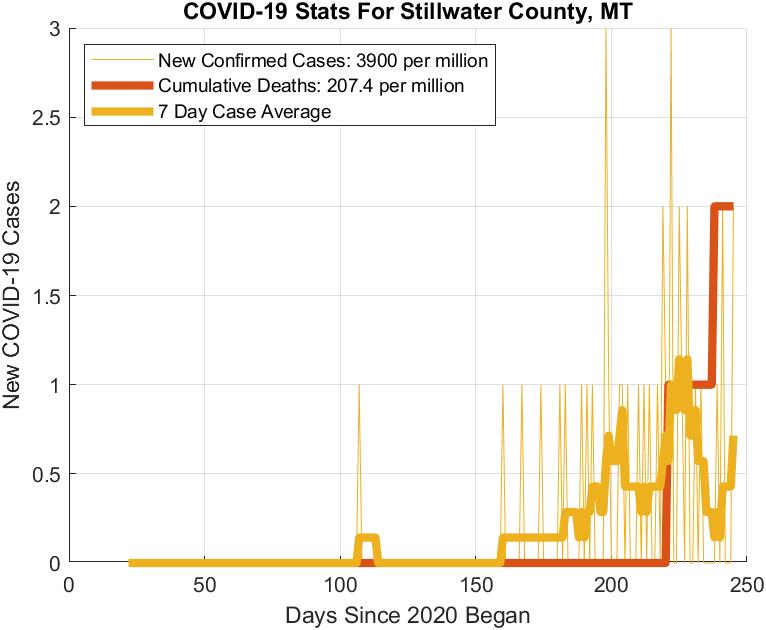 COVID-19 Stats For Stillwater County, MT
New Confirmed Cases: 3900 per million
Cumulative Deaths: 207.4 per million
7 Day Case Average
New COVID-19 Cases
3
2.5
2
1.5
1
0.5
0
0 50 100 150 200 250
Days Since 2020 Began